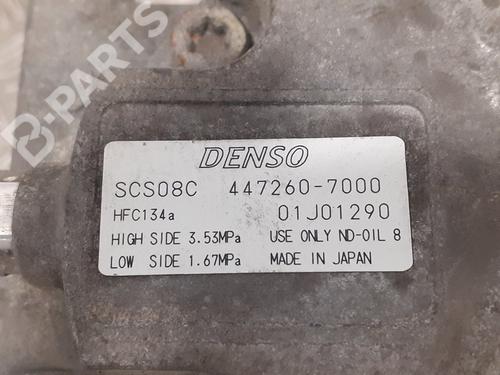 B-PARTS
DENSO
SCS08C 447260-7000
HFC134a 01J01290
HIGH SIDE 3.53MPa USE ONLY ND-OIL 8
LOW SIDE 1.67MPa MADE IN JAPAN